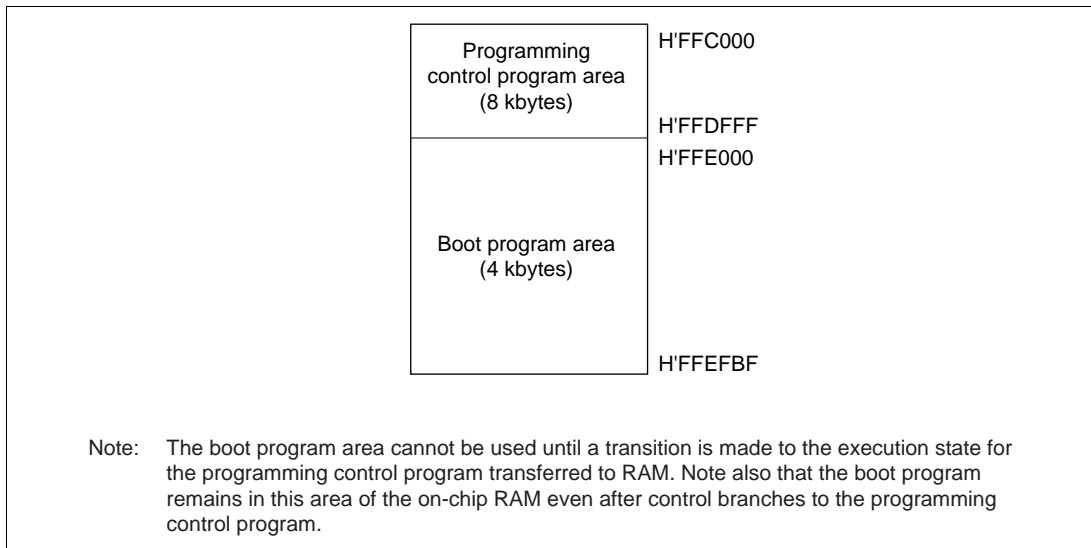 Programming
control program area
(8 kbytes)
H'FFC000
H'FFDFFF
H'FFE000
Boot program area
(4 kbytes)
H'FFEFBF
Note: The boot program area cannot be used until a transition is made to the execution state for
the programming control program transferred to RAM. Note also that the boot program
remains in this area of the on-chip RAM even after control branches to the programming
control program.